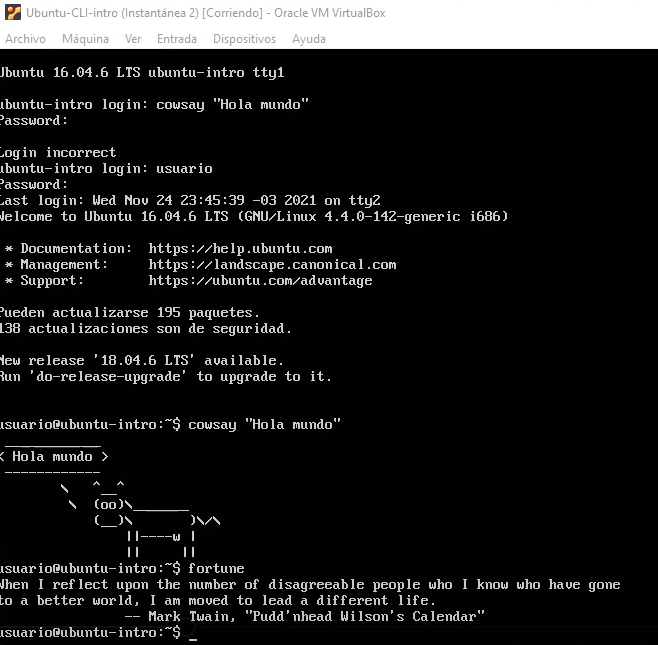 Ubuntu-CLI-intro (Instantánea 2) [Corriendo] - Oracle VM VirtualBox
Archivo Máquina Ver Entrada Dispositivos Ayuda
Ubuntu 16.04.6 LTS ubuntu-intro tty1
ubuntu-intro login: cowsay "Hola mundo"
Password:
Login incorrect
ubuntu-intro login: usuario
Password:
Last login: Wed Nov 24 23:45:39 -03 2021 on tty2
Welcome to Ubuntu 16.04.6 LTS (GNU/Linux 4.4.0-142-generic i686)
* Documentation:  https://help.ubuntu.com
* Management:     https://landscape.canonical.com
* Support:        https://ubuntu.com/advantage
Pueden actualizarse 195 paquetes.
138 actualizaciones son de seguridad.
New release '18.04.6 LTS' available.
Run 'do-release-upgrade' to upgrade to it.
usuario@ubuntu-intro:~$ cowsay "Hola mundo"
 ____________
< Hola mundo >
 ------------
        \   ^__^
         \  (oo)\_______
            (__)\       )\/\
                ||----w |
                ||     ||
usuario@ubuntu-intro:~$ fortune
When I reflect upon the number of disagreeable people who I know who have gone
to a better world, I am moved to lead a different life.
                -- Mark Twain, "Pudd'nhead Wilson's Calendar"
usuario@ubuntu-intro:~$ _